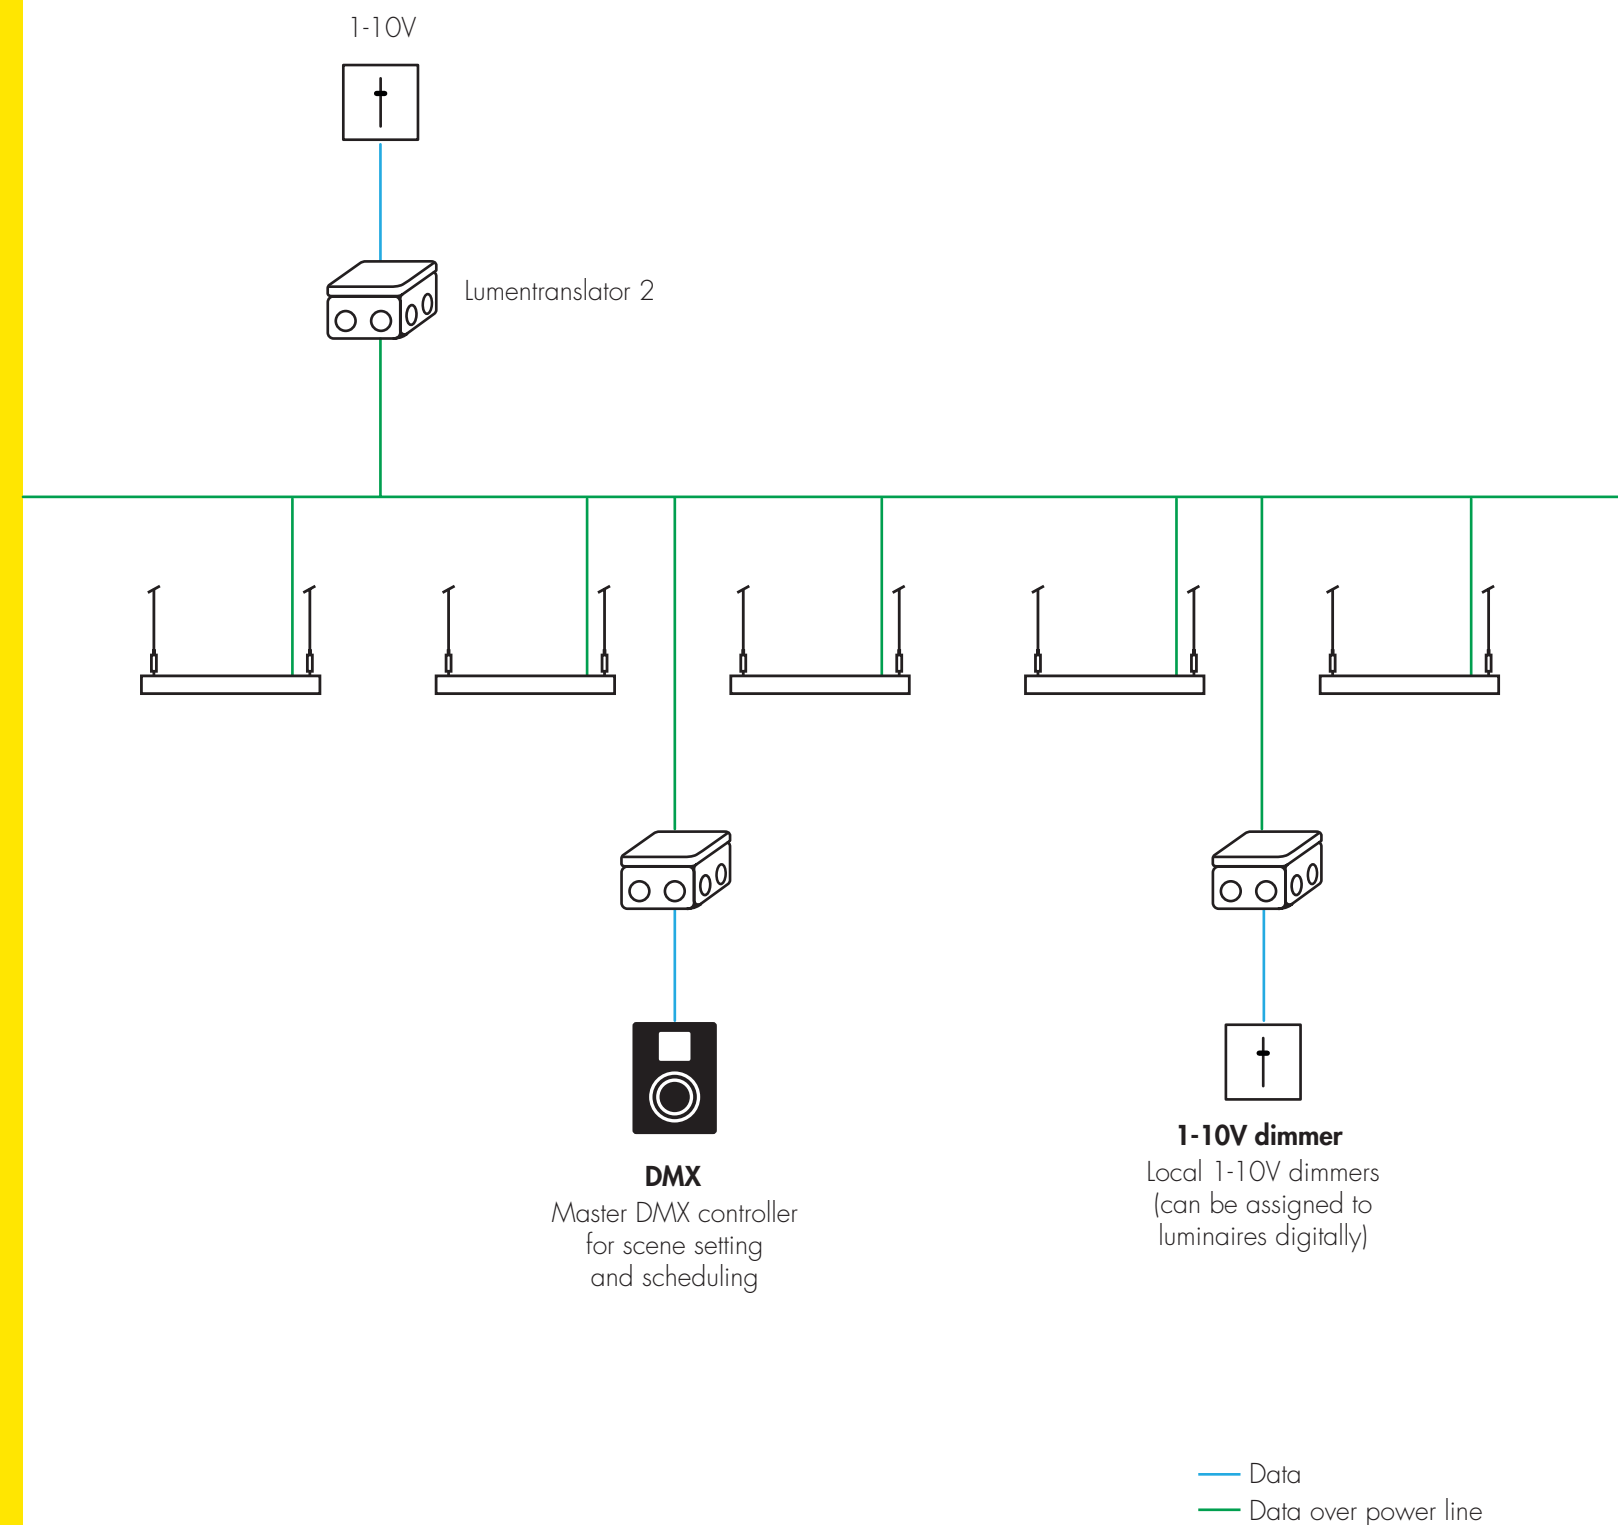 1-10V
Lumentranslator 2
DMX
Master DMX controller
for scene setting
and scheduling
1-10V dimmer
Local 1-10V dimmers
(can be assigned to
luminaires digitally)
Data
Data over power line